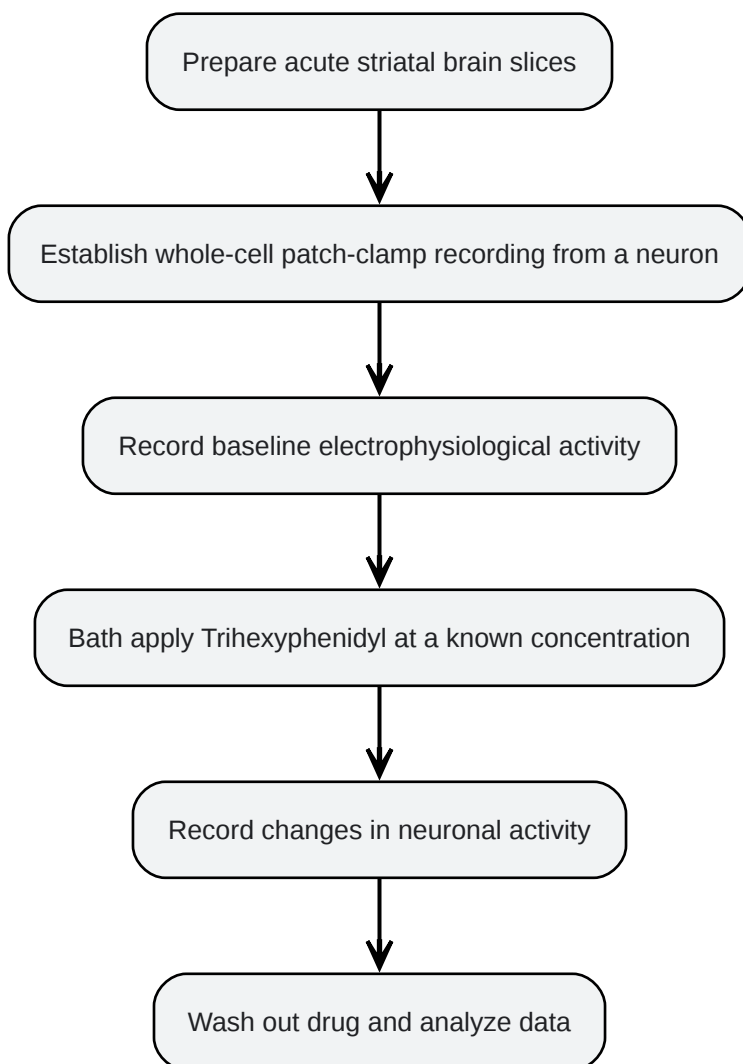 Prepare acute striatal brain slices
Establish whole-cell patch-clamp recording from a neuron
Record baseline electrophysiological activity
Bath apply Trihexyphenidyl at a known concentration
Record changes in neuronal activity
Wash out drug and analyze data